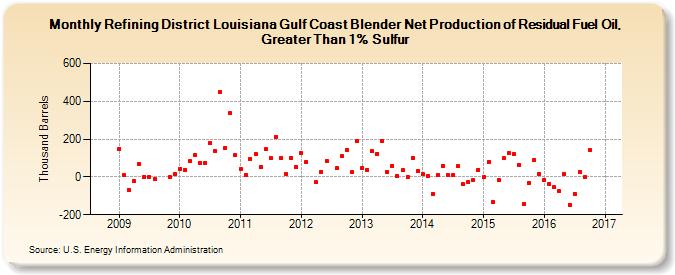 Monthly Refining District Louisiana Gulf Coast Blender Net Production of Residual Fuel Oil,
Greater Than 1% Sulfur
Thousand Barrels
600
400
200
0
-200
2009 2010 2011 2012 2013 2014 2015 2016 2017
Source: U.S. Energy Information Administration